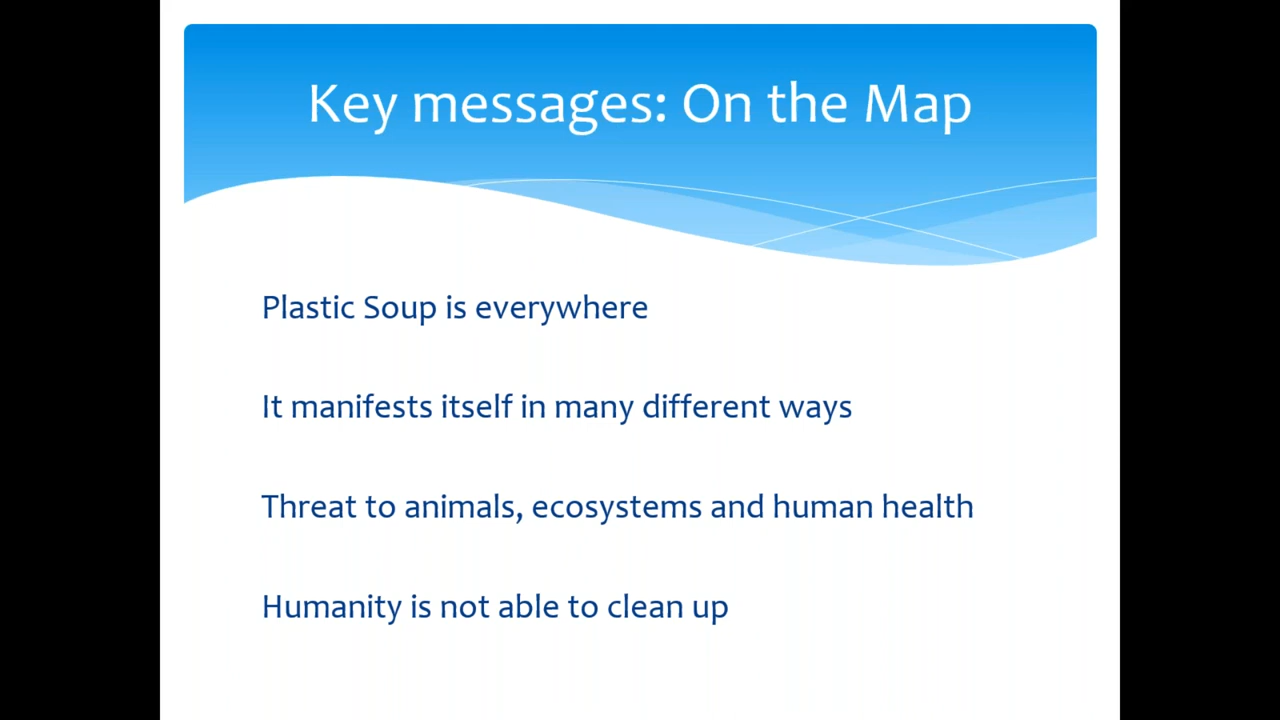 Key messages: On the Map
Plastic Soup is everywhere
It manifests itself in many different ways
Threat to animals, ecosystems and human health
Humanity is not able to clean up